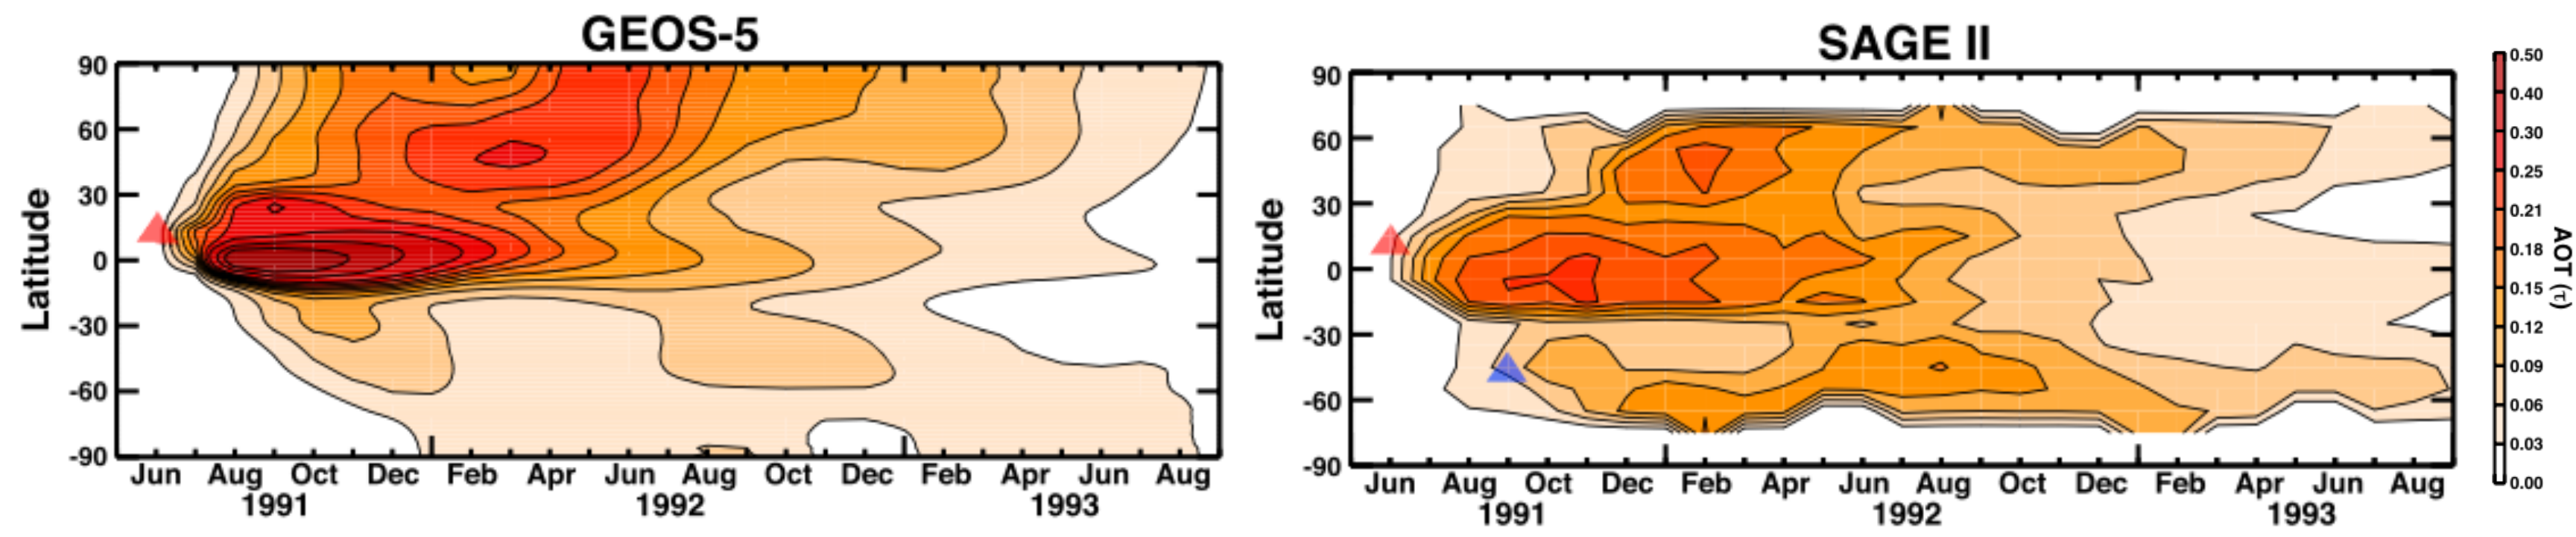 GEOS-5
90
60
30
0
-30
-60
-90
Latitude
Jun Aug Oct Dec Feb Apr Jun Aug Oct Dec Feb Apr Jun Aug
1991 1992 1993
SAGE II
90
60
30
0
-30
-60
-90
Latitude
Jun Aug Oct Dec Feb Apr Jun Aug Oct Dec Feb Apr Jun Aug
1991 1992 1993
0.50
0.40
0.30
0.25
0.21
0.18
0.15
0.12
0.09
0.06
0.03
0.00
AOT (τ)